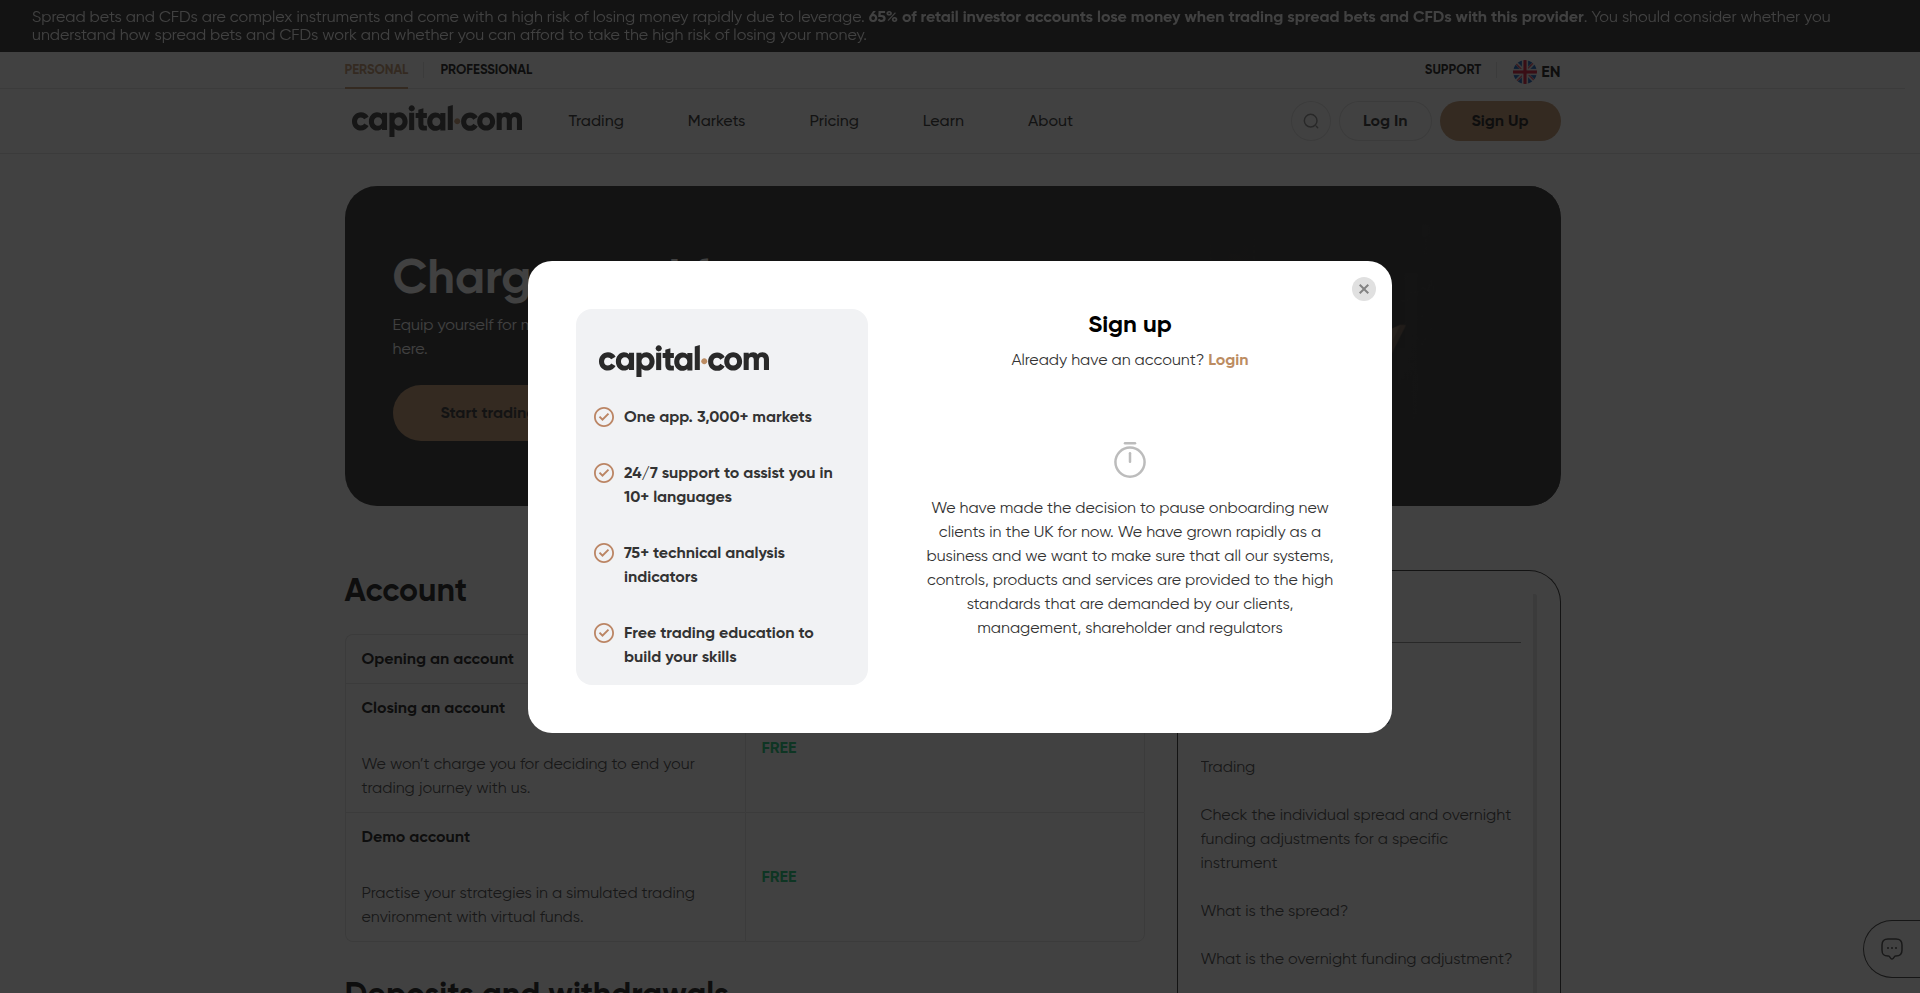 Spread bets and CFDs are complex instruments and come with a high risk of losing money rapidly due to leverage. 65% of retail investor accounts lose money when trading spread bets and CFDs with this provider. You should consider whether you
understand how spread bets and CFDs work and whether you can afford to take the high risk of losing your money.
PERSONAL PROFESSIONAL SUPPORT EN
capital.com Trading Markets Pricing Learn About Log In Sign Up
Equip yourself for
here.
Start trading
Sign up
Already have an account? Login
capital.com
One app. 3,000+ markets
24/7 support to assist you in
10+ languages
75+ technical analysis
indicators
Free trading education to
build your skills
We have made the decision to pause onboarding new
clients in the UK for now. We have grown rapidly as a
business and we want to make sure that all our systems,
controls, products and services are provided to the high
standards that are demanded by our clients,
management, shareholder and regulators
Account
Opening an account
Closing an account
We won't charge you for deciding to end your
trading journey with us.
FREE
Demo account
Practise your strategies in a simulated trading
environment with virtual funds.
FREE
Deposits and withdrawals
Trading
Check the individual spread and overnight
funding adjustments for a specific
instrument
What is the spread?
What is the overnight funding adjustment?